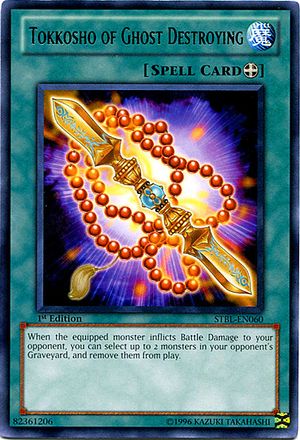 TOKKOSHO OF GHOST DESTROYING
魔
[SPELL CARD]
1st Edition
STBL-EN060
When the equipped monster inflicts Battle Damage to your
opponent, you can select up to 2 monsters in your opponent's
Graveyard, and remove them from play.
82361206
©1996 KAZUKI TAKAHASHI